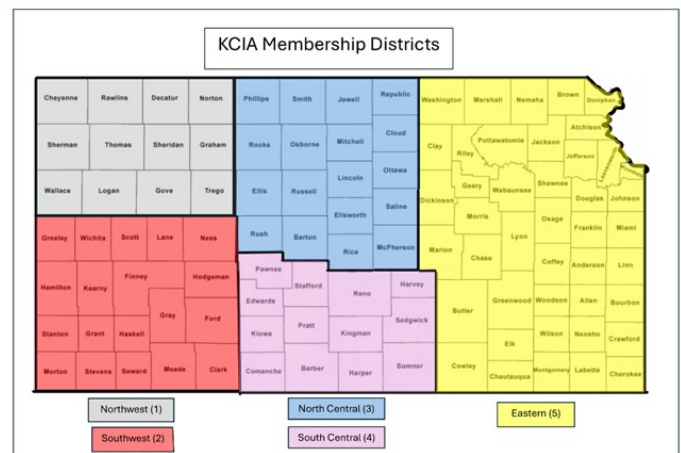 KCIA Membership Districts
Cheyenne Rawlins Decatur Norton
Sherman Thomas Sheridan Graham
Wallace Logan Gove Trego
Phillips Smith Jewell Republic
Rooks Osborne Mitchell Cloud
Ellis Russell Lincoln Ottawa
Rush Barton Ellsworth Saline
Rice McPherson
Washington Marshall Nemaha Brown Doniphan
Clay Riley Pottawatomie Jackson Atchison
Jefferson
Dickinson Geary Wabaunsee Shawnee Douglas Johnson
Marion Morris Lyon Osage Franklin Miami
Chase Coffey Anderson Linn
Butler Greenwood Woodson Allen Bourbon
Elk Wilson Neosho Crawford
Cowley Chautauqua Montgomery Labette Cherokee
Greeley Wichita Scott Lane Ness
Hamilton Kearny Finney Hodgeman
Gray Ford
Stanton Grant Haskell
Morton Stevens Seward Meade Clark
Pawnee Stafford Reno Harvey
Edwards Sedgwick
Kiowa Pratt Kingman
Comanche Barber Harper Sumner
Northwest (1)
Southwest (2)
North Central (3)
South Central (4)
Eastern (5)